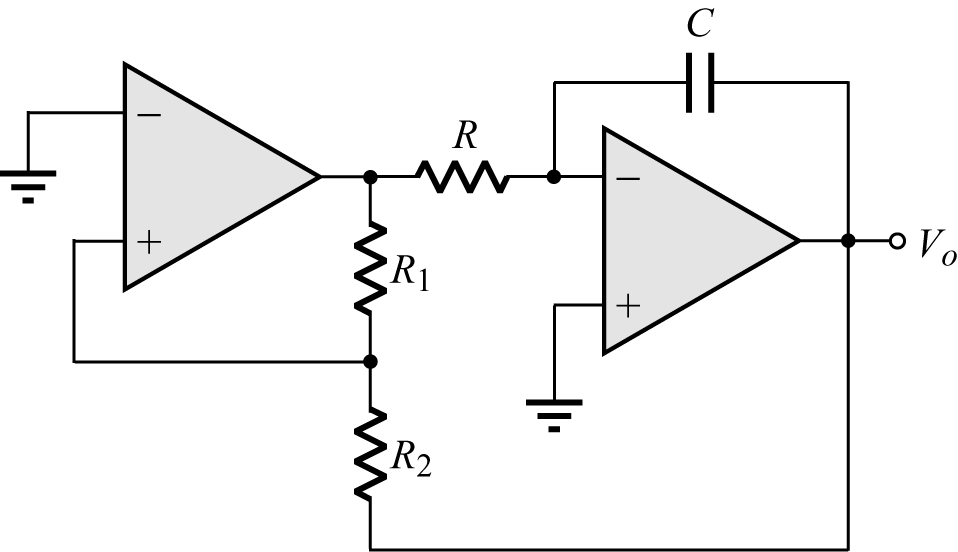 C
R
−
−
+
R₁
+
Vₒ
R₂